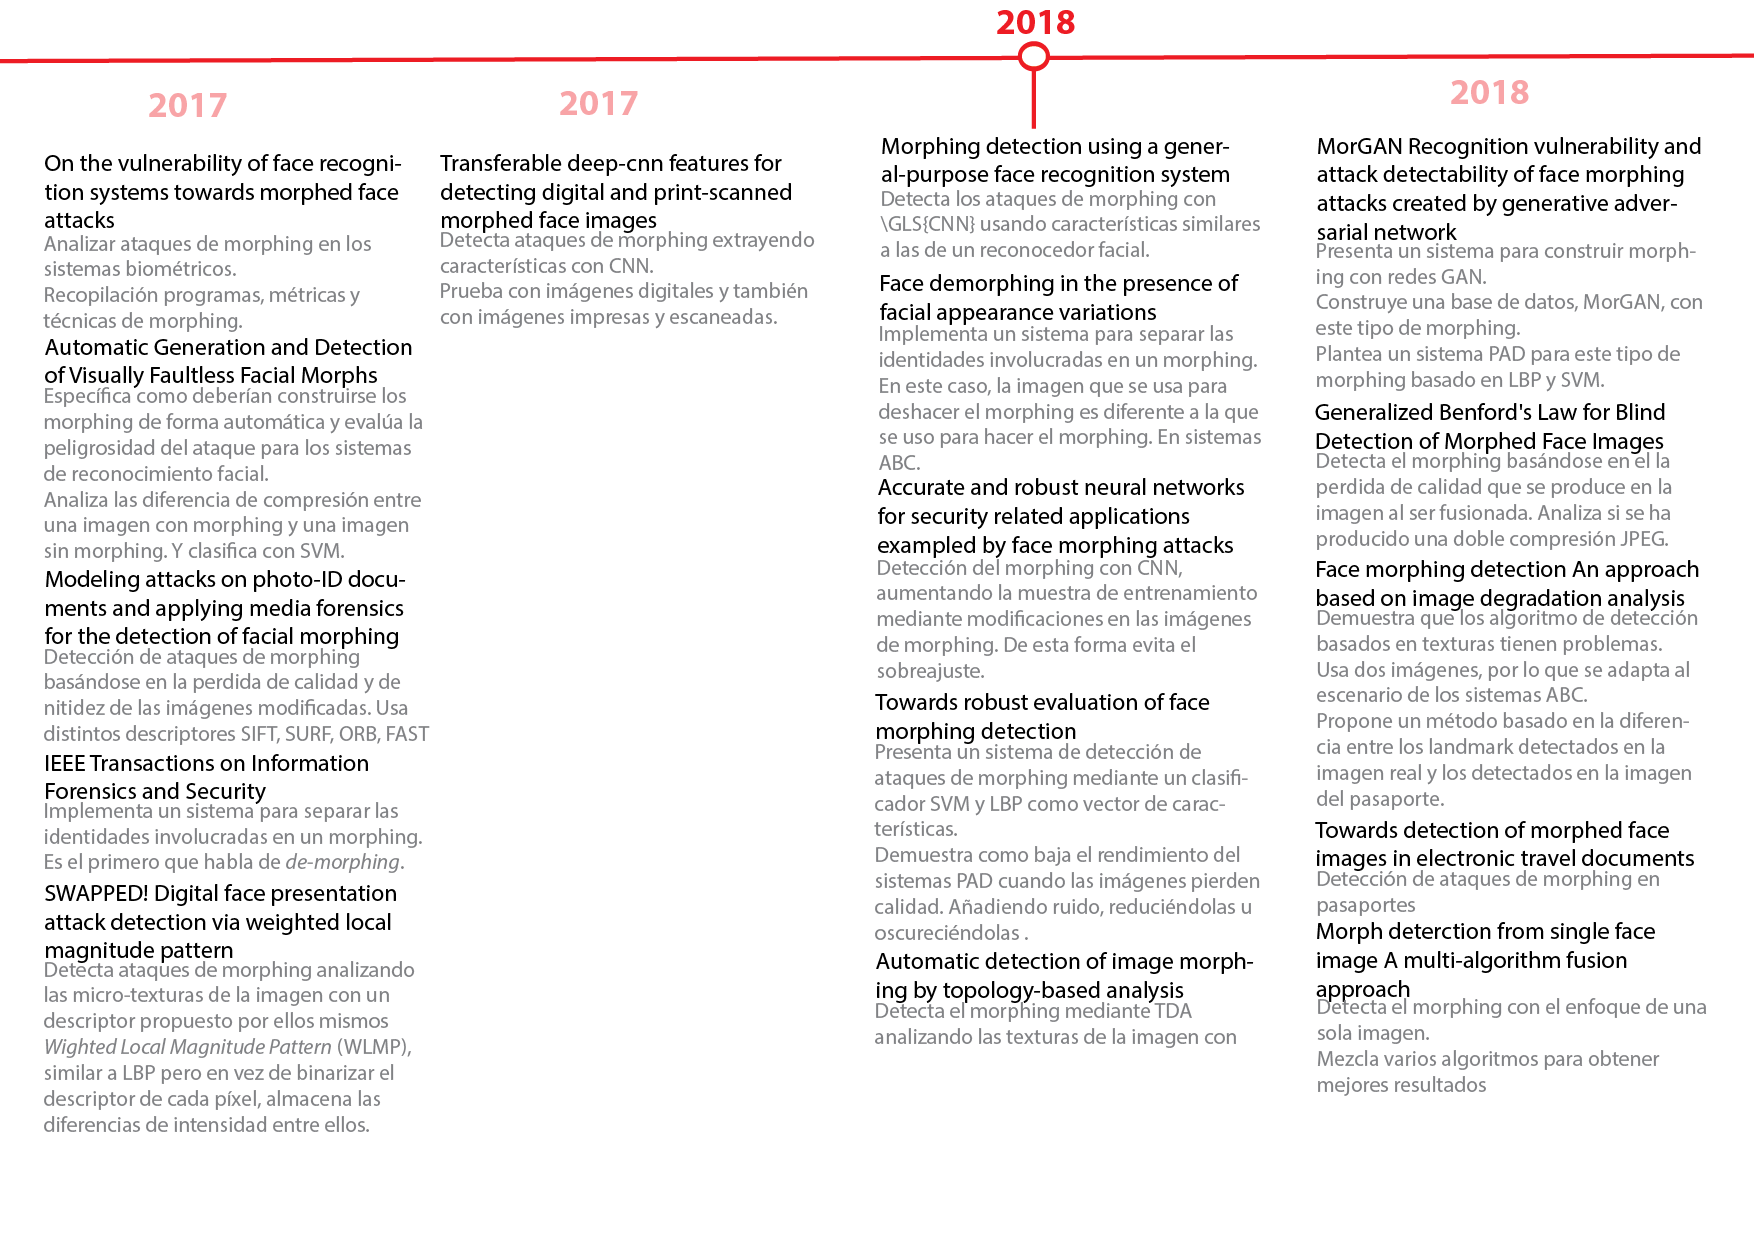 2018
2017
On the vulnerability of face recogni-
tion systems towards morphed face
attacks
Analizar ataques de morphing en los
sistemas biométricos.
Recopilación programas, métricas y
técnicas de morphing.
Automatic Generation and Detection
of Visually Faultless Facial Morphs
Específica como deberían construirse los
morphing de forma automática y evalúa la
peligrosidad del ataque para los sistemas
de reconocimiento facial.
Analiza las diferencia de compresión entre
una imagen con morphing y una imagen
sin morphing. Y clasifica con SVM.
Modeling attacks on photo-ID docu-
ments and applying media forensics
for the detection of facial morphing
Detección de ataques de morphing
basándose en la perdida de calidad y de
nitidez de las imágenes modificadas. Usa
distintos descriptores SIFT, SURF, ORB, FAST
IEEE Transactions on Information
Forensics and Security
Implementa un sistema para separar las
identidades involucradas en un morphing.
Es el primero que habla de de-morphing.
SWAPPED! Digital face presentation
attack detection via weighted local
magnitude pattern
Detecta ataques de morphing analizando
las micro-texturas de la imagen con un
descriptor propuesto por ellos mismos
Wighted Local Magnitude Pattern (WLMP),
similar a LBP pero en vez de binarizar el
descriptor de cada píxel, almacena las
diferencias de intensidad entre ellos.
2017
Transferable deep-cnn features for
detecting digital and print-scanned
morphed face images
Detecta ataques de morphing extrayendo
características con CNN.
Prueba con imágenes digitales y también
con imágenes impresas y escaneadas.
Morphing detection using a gener-
al-purpose face recognition system
Detecta los ataques de morphing con
\GLS{CNN} usando características similares
a las de un reconocedor facial.
Face demorphing in the presence of
facial appearance variations
Implementa un sistema para separar las
identidades involucradas en un morphing.
En este caso, la imagen que se usa para
deshacer el morphing es diferente a la que
se uso para hacer el morphing. En sistemas
ABC.
Accurate and robust neural networks
for security related applications
exampled by face morphing attacks
Detección del morphing con CNN,
aumentando la muestra de entrenamiento
mediante modificaciones en las imágenes
de morphing. De esta forma evita el
sobreajuste.
Towards robust evaluation of face
morphing detection
Presenta un sistema de detección de
ataques de morphing mediante un clasifi-
cador SVM y LBP como vector de carac-
terísticas.
Demuestra como baja el rendimiento del
sistemas PAD cuando las imágenes pierden
calidad. Añadiendo ruido, reduciéndolas u
oscureciéndolas .
Automatic detection of image morph-
ing by topology-based analysis
Detecta el morphing mediante TDA
analizando las texturas de la imagen con
2018
MorGAN Recognition vulnerability and
attack detectability of face morphing
attacks created by generative adver-
sarial network
Presenta un sistema para construir morph-
ing con redes GAN.
Construye una base de datos, MorGAN, con
este tipo de morphing.
Plantea un sistema PAD para este tipo de
morphing basado en LBP y SVM.
Generalized Benford's Law for Blind
Detection of Morphed Face Images
Detecta el morphing basándose en el la
perdida de calidad que se produce en la
imagen al ser fusionada. Analiza si se ha
producido una doble compresión JPEG.
Face morphing detection An approach
based on image degradation analysis
Demuestra que los algoritmo de detección
basados en texturas tienen problemas.
Usa dos imágenes, por lo que se adapta al
escenario de los sistemas ABC.
Propone un método basado en la diferen-
cia entre los landmark detectados en la
imagen real y los detectados en la imagen
del pasaporte.
Towards detection of morphed face
images in electronic travel documents
Detección de ataques de morphing en
pasaportes
Morph deterction from single face
image A multi-algorithm fusion
approach
Detecta el morphing con el enfoque de una
sola imagen.
Mezcla varios algoritmos para obtener
mejores resultados